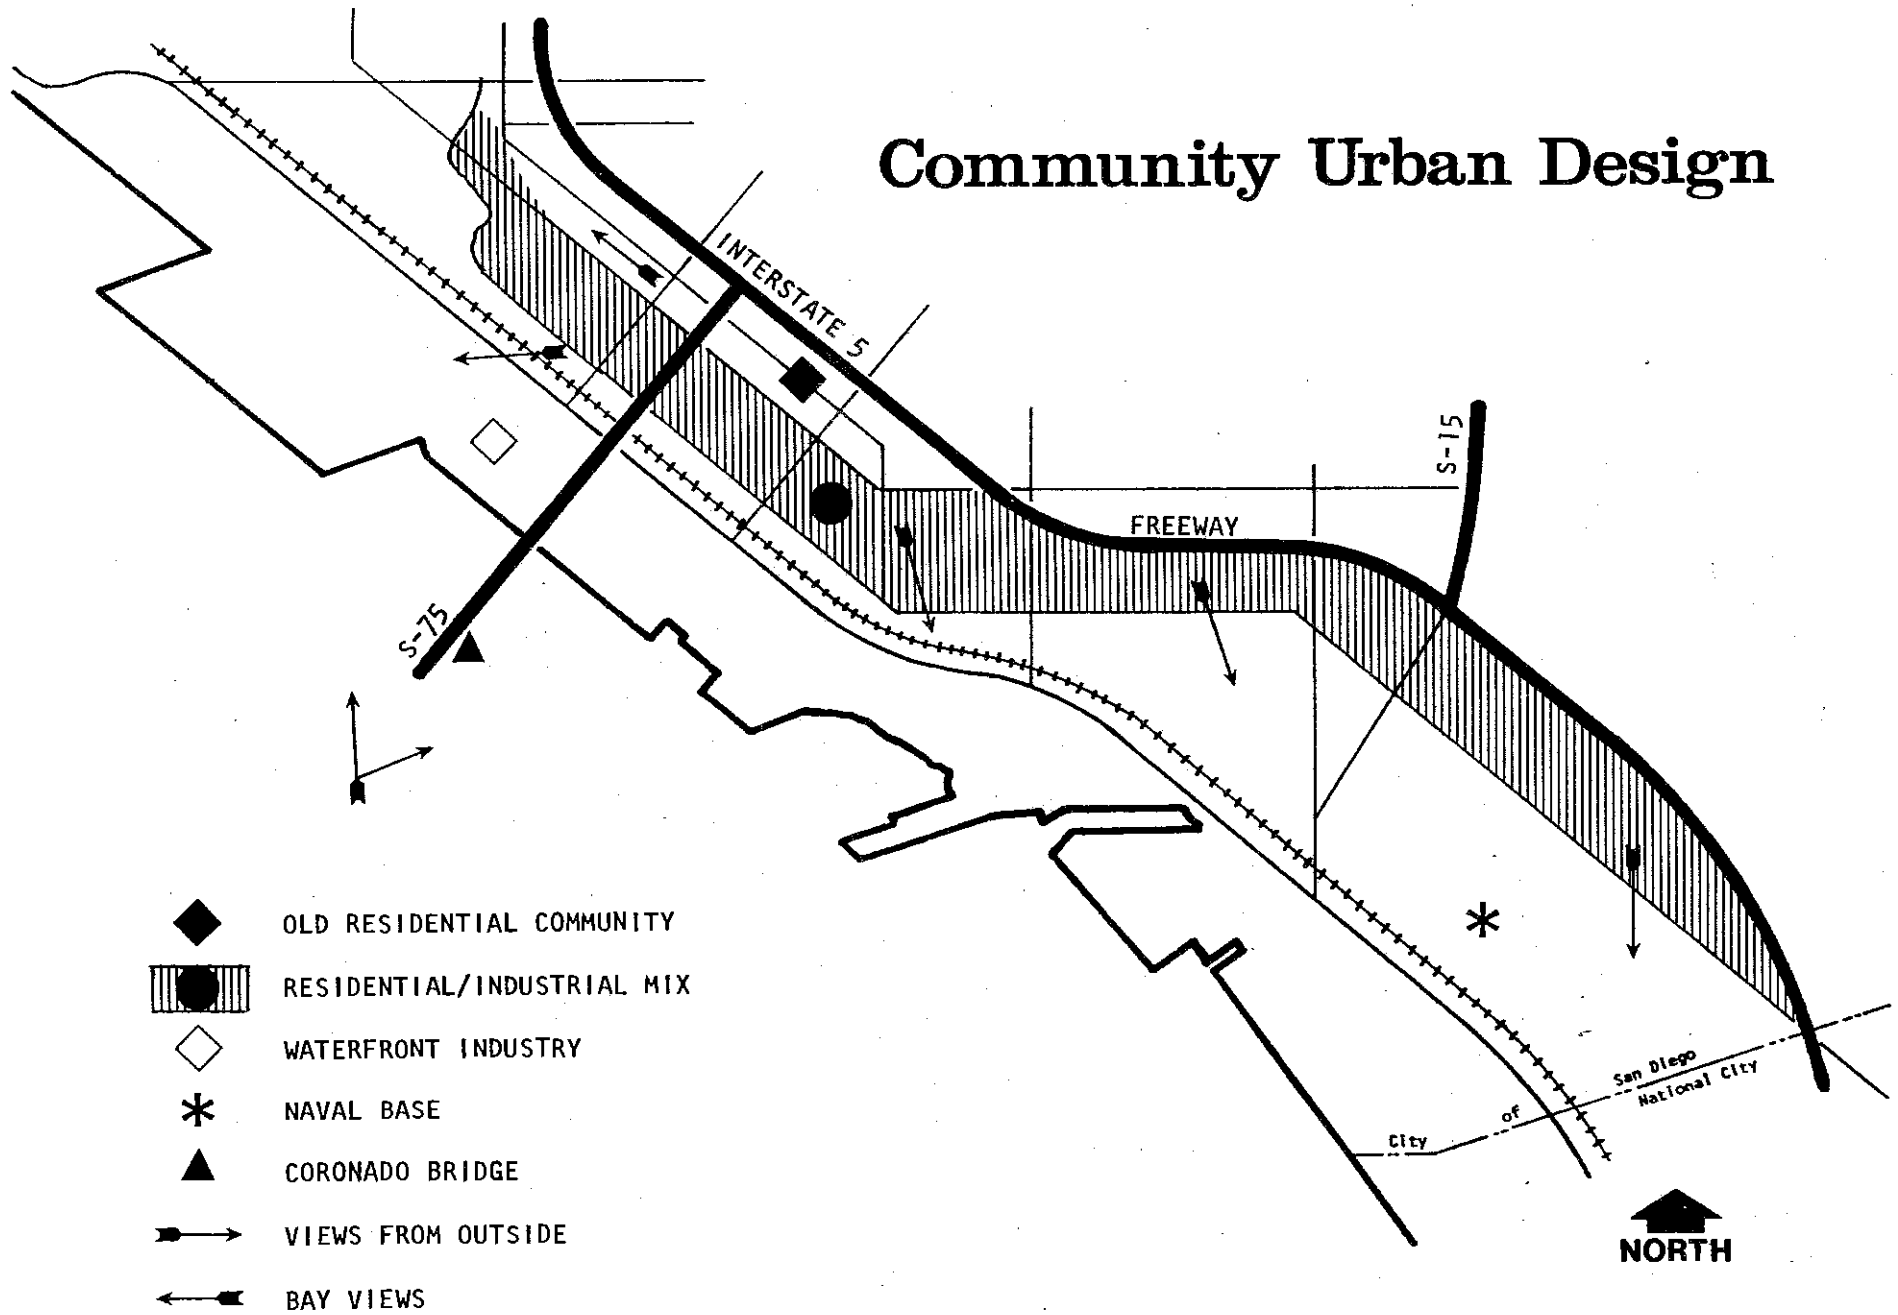 Community Urban Design
INTERSTATE 5
S-15
FREEWAY
S-75
OLD RESIDENTIAL COMMUNITY
RESIDENTIAL/INDUSTRIAL MIX
WATERFRONT INDUSTRY
NAVAL BASE
CORONADO BRIDGE
VIEWS FROM OUTSIDE
BAY VIEWS
City of San Diego
National City
NORTH